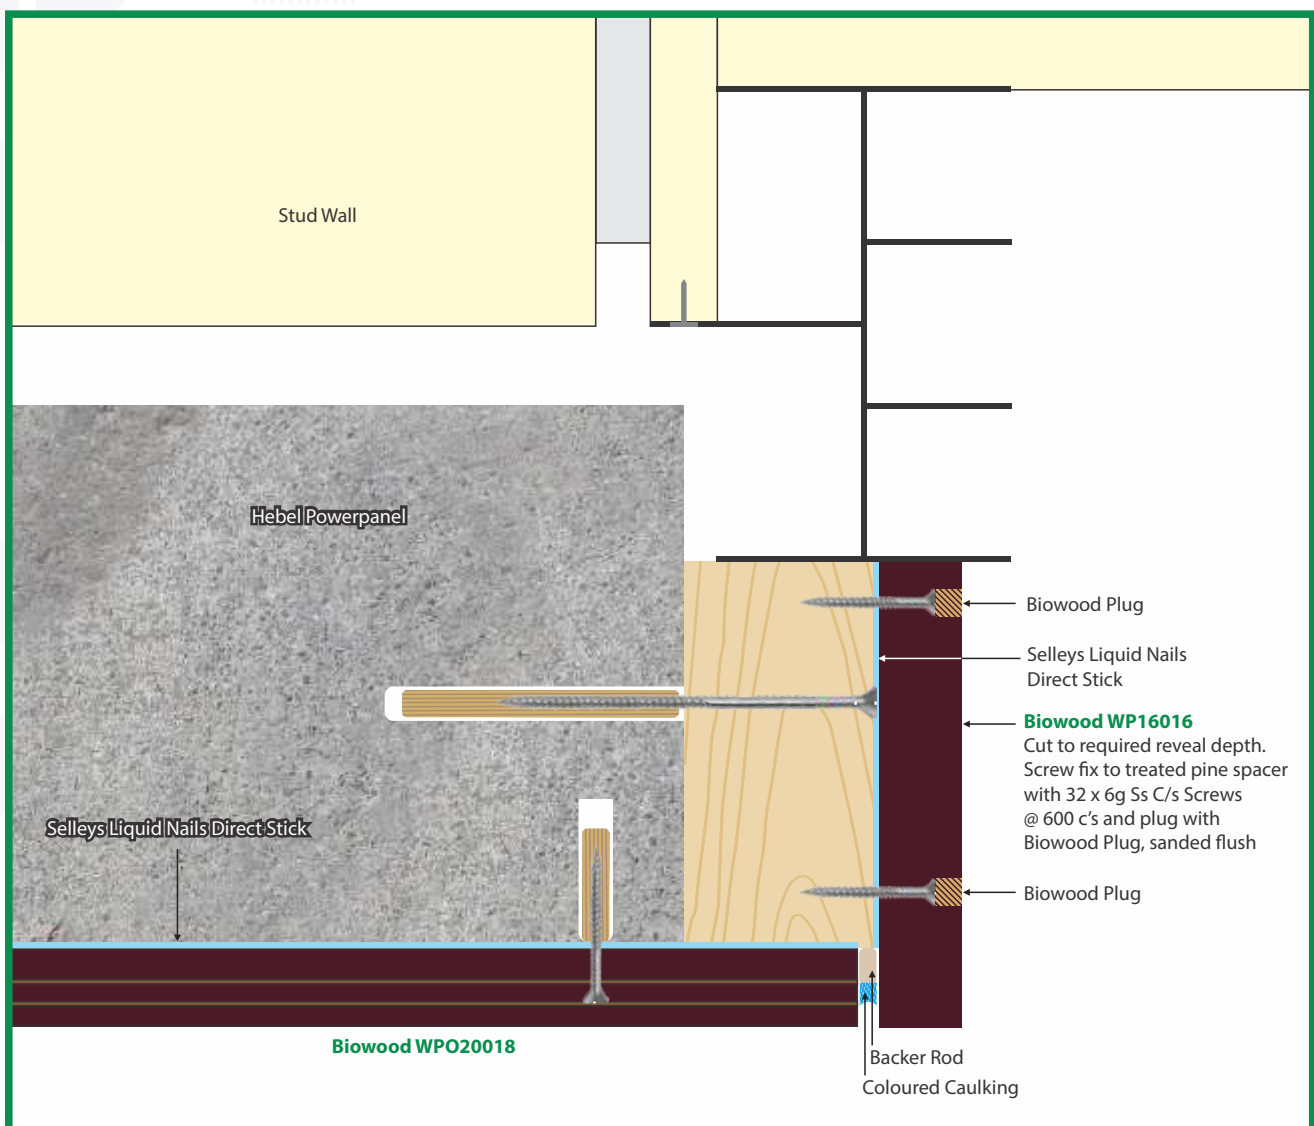 Stud Wall
Hebel Powerpanel
Biowood Plug
Selleys Liquid Nails
Direct Stick
Biowood WP16016
Cut to required reveal depth.
Screw fix to treated pine spacer
with 32 x 6g Ss C/s Screws
@ 600 c's and plug with
Biowood Plug, sanded flush
Selleys Liquid Nails Direct Stick
Biowood Plug
Biowood WPO20018
Backer Rod
Coloured Caulking